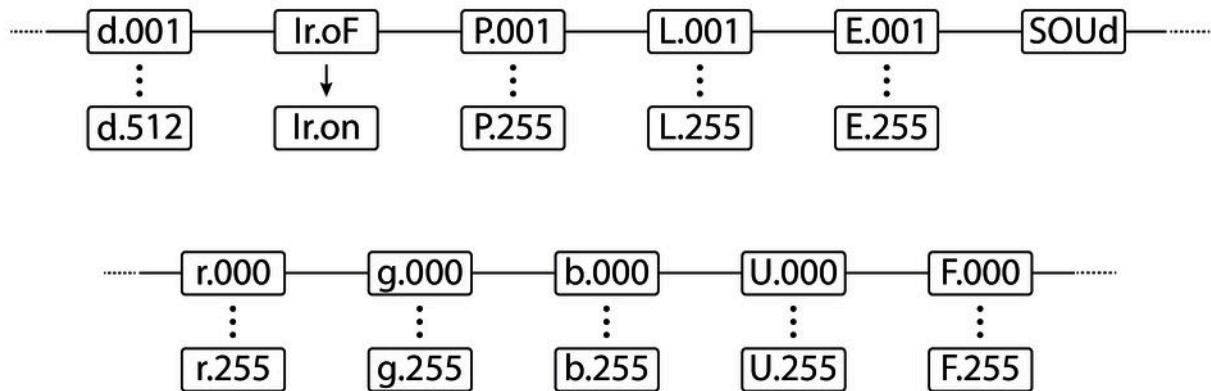 d.001 Ir.oF P.001 L.001 E.001 SOUd
d.512 Ir.on P.255 L.255 E.255
r.000 g.000 b.000 U.000 F.000
r.255 g.255 b.255 U.255 F.255